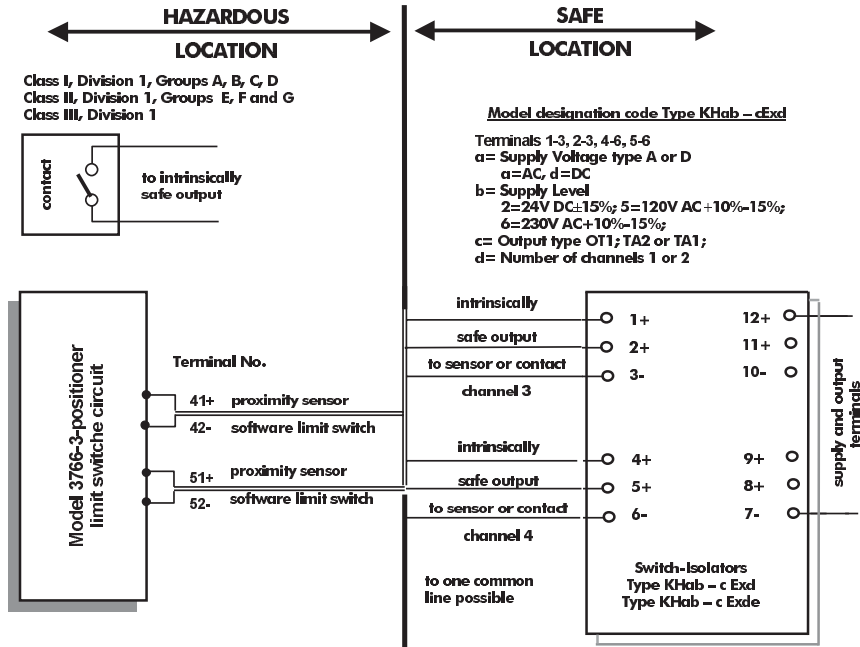 HAZARDOUS
LOCATION
SAFE
LOCATION
Class I, Division 1, Groups A, B, C, D
Class II, Division 1, Groups E, F and G
Class III, Division 1
contact
to intrinsically
safe output
Model designation code Type KHab – cExd
Terminals 1-3, 2-3, 4-6, 5-6
a= Supply Voltage type A or D
a=AC, d=DC
b= Supply Level
2=24V DC±15%; 5=120V AC+10%-15%;
6=230V AC+10%-15%;
c= Output type OT1; TA2 or TA1;
d= Number of channels 1 or 2
Model 3766-3-positioner
limit switche circuit
Terminal No.
41+ proximity sensor
42- software limit switch
51+ proximity sensor
52- software limit switch
intrinsically
safe output
to sensor or contact
channel 3
intrinsically
safe output
to sensor or contact
channel 4
to one common
line possible
1+ 12+
2+ 11+
3- 10-
4+ 9+
5+ 8+
6- 7-
Switch-Isolators
Type KHab – c Exd
Type KHab – c Exde
supply and output
terminals